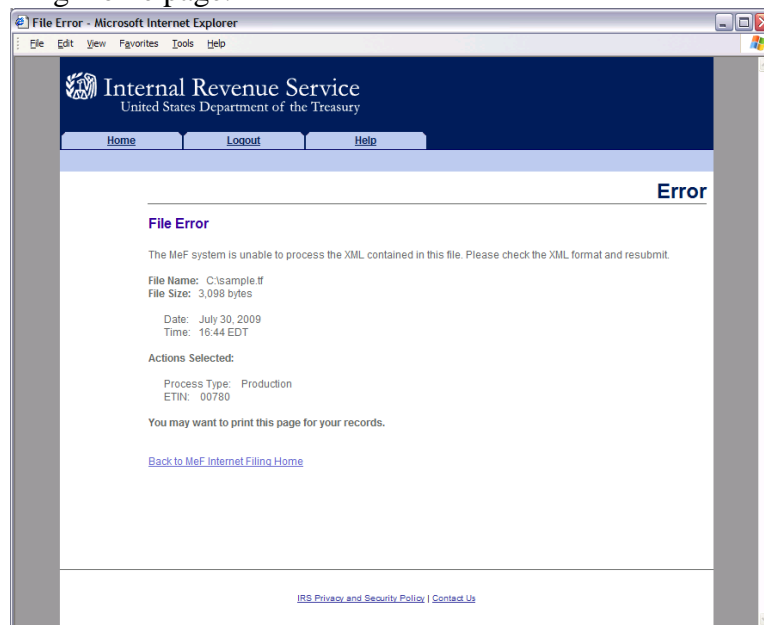 File Error - Microsoft Internet Explorer
File Edit View Favorites Tools Help
Internal Revenue Service
United States Department of the Treasury
Home Logout Help
Error
File Error
The MeF system is unable to process the XML contained in this file. Please check the XML format and resubmit.
File Name: C:\sample.tf
File Size: 3,098 bytes
Date: July 30, 2009
Time: 16:44 EDT
Actions Selected:
Process Type: Production
ETIN: 00780
You may want to print this page for your records.
Back to MeF Internet Filing Home
IRS Privacy and Security Policy | Contact Us